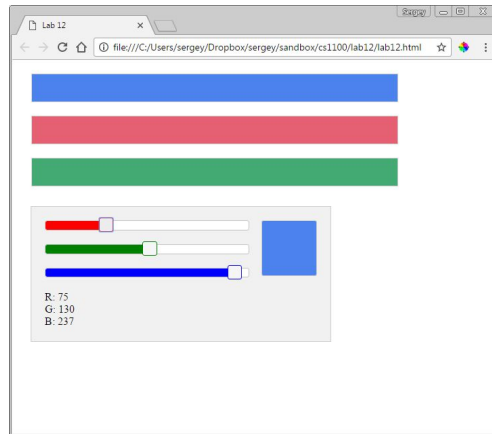 Sergey
Lab 12
file:///C:/Users/sergey/Dropbox/sergey/sandbox/cs1100/lab12/lab12.html
R: 75
G: 130
B: 237